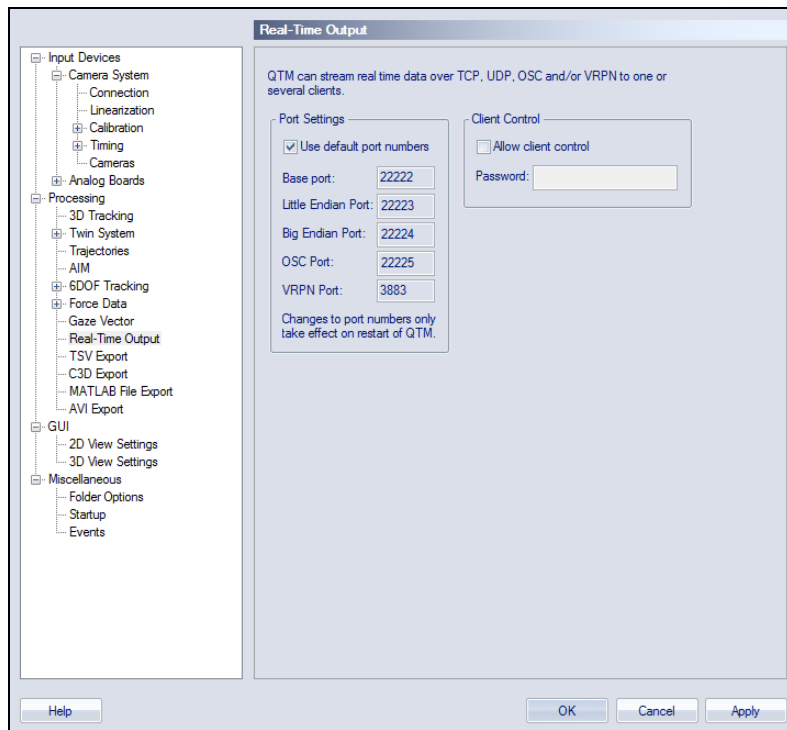 Real-Time Output
Input Devices
Camera System
Connection
Linearization
Calibration
Timing
Cameras
Analog Boards
Processing
3D Tracking
Twin System
Trajectories
AIM
6DOF Tracking
Force Data
Gaze Vector
Real-Time Output
TSV Export
C3D Export
MATLAB File Export
AVI Export
GUI
2D View Settings
3D View Settings
Miscellaneous
Folder Options
Startup
Events
QTM can stream real time data over TCP, UDP, OSC and/or VRPN to one or
several clients.
Port Settings
Use default port numbers
Base port: 22222
Little Endian Port: 22223
Big Endian Port: 22224
OSC Port: 22225
VRPN Port: 3883
Changes to port numbers only
take effect on restart of QTM.
Client Control
Allow client control
Password:
Help
OK
Cancel
Apply